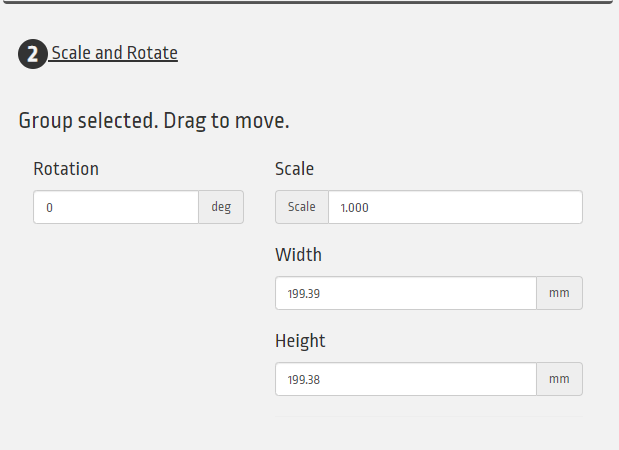 2 Scale and Rotate
Group selected. Drag to move.
Rotation
0 deg
Scale
Scale 1.000
Width
199.39 mm
Height
199.38 mm